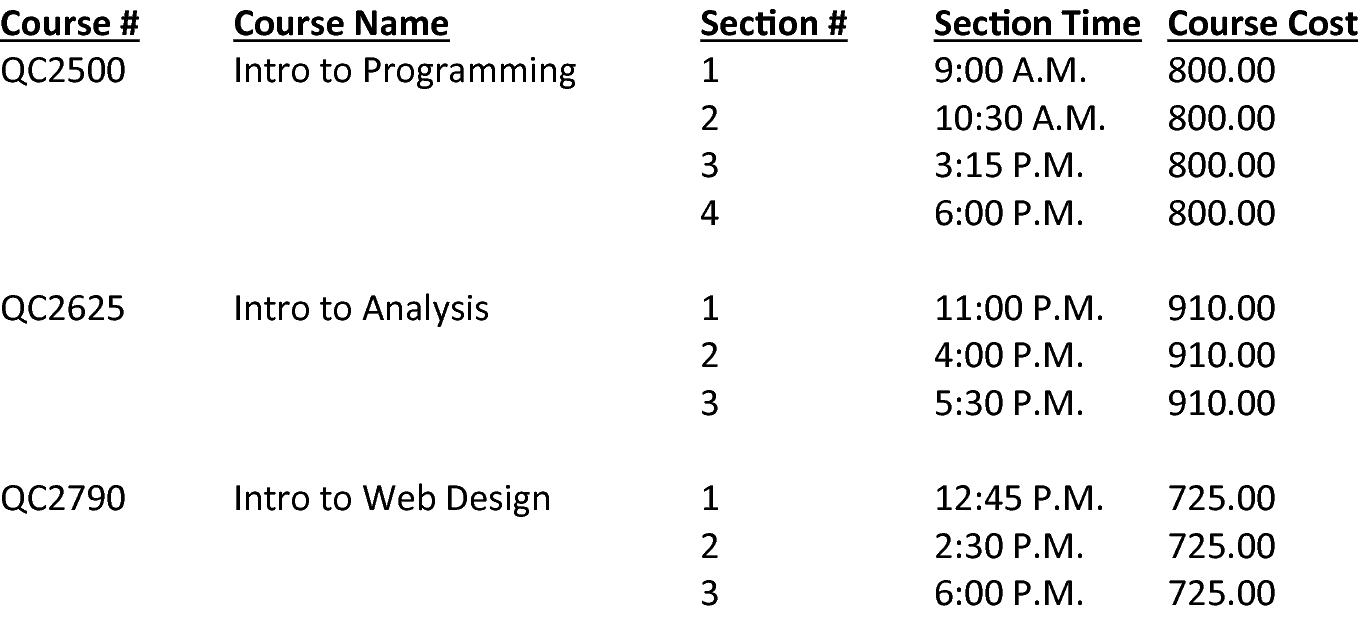 Course # Course Name Section # Section Time Course Cost
QC2500 Intro to Programming 1 9:00 A.M. 800.00
2 10:30 A.M. 800.00
3 3:15 P.M. 800.00
4 6:00 P.M. 800.00
QC2625 Intro to Analysis 1 11:00 P.M. 910.00
2 4:00 P.M. 910.00
3 5:30 P.M. 910.00
QC2790 Intro to Web Design 1 12:45 P.M. 725.00
2 2:30 P.M. 725.00
3 6:00 P.M. 725.00